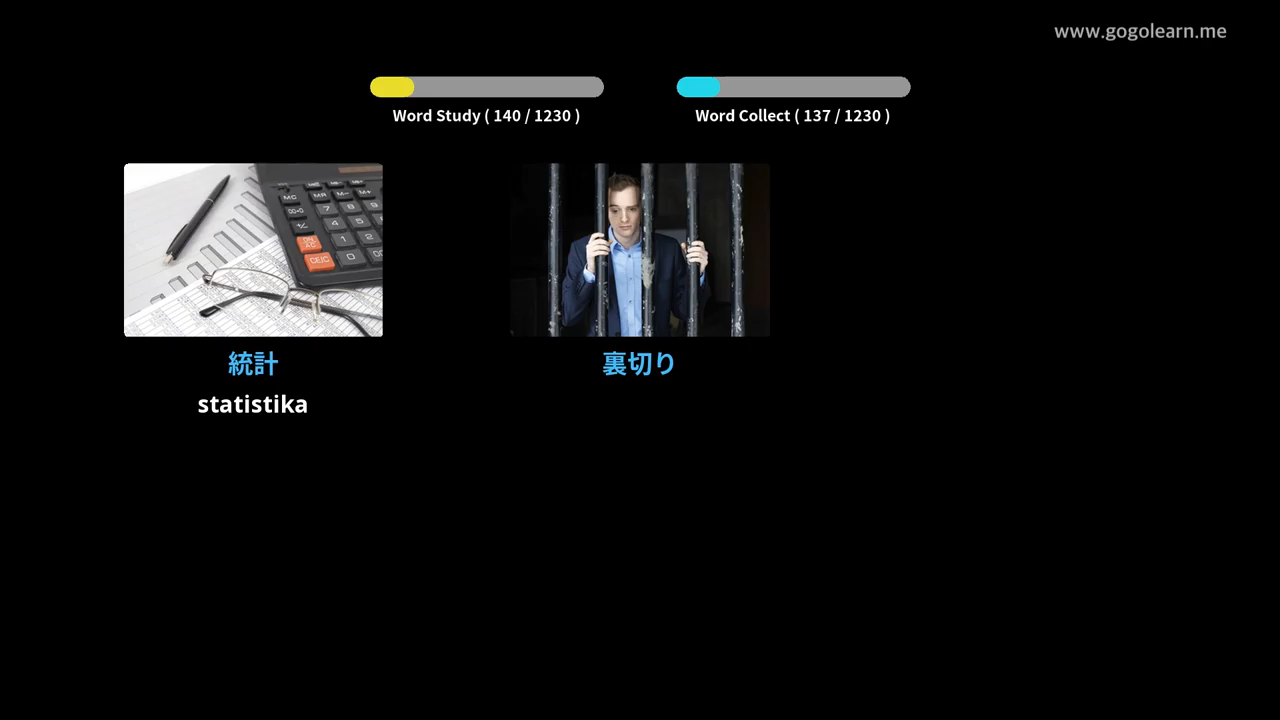 www.gogolearn.me
Word Study ( 140 / 1230 )
Word Collect ( 137 / 1230 )
統計
statistika
裏切り